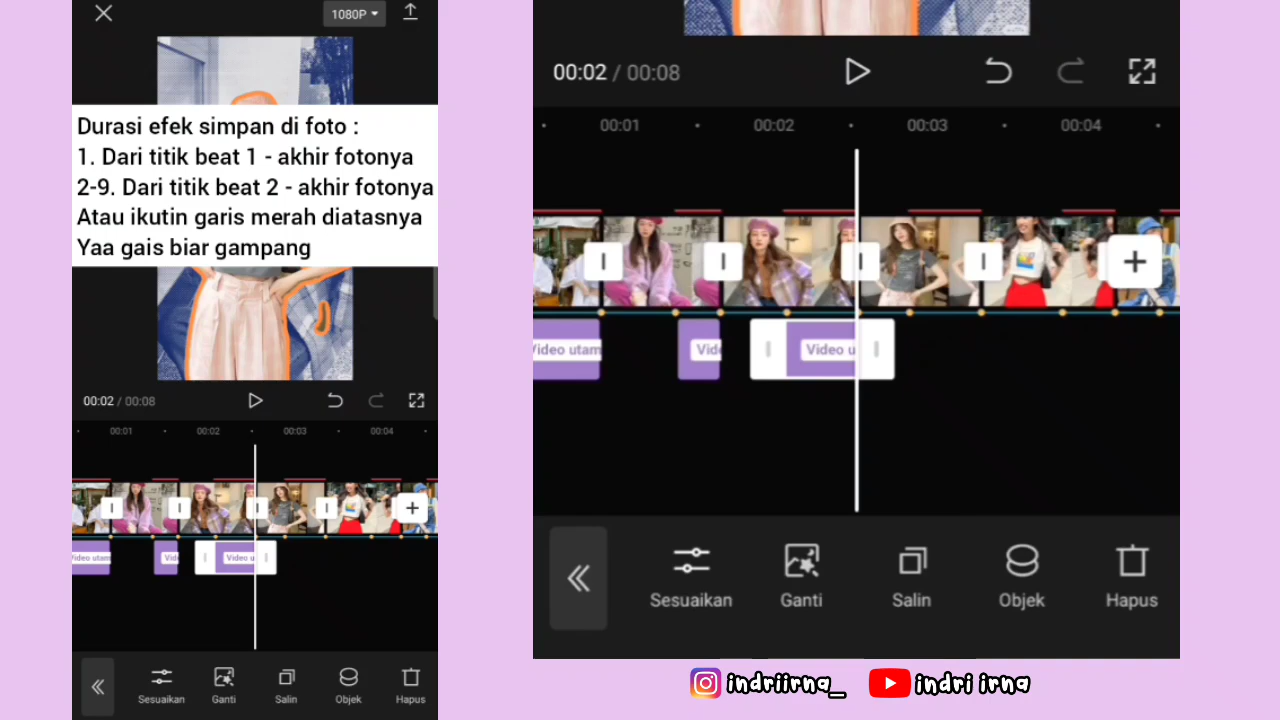 1080P
Durasi efek simpan di foto :
1. Dari titik beat 1 - akhir fotonya
2-9. Dari titik beat 2 - akhir fotonya
Atau ikutin garis merah diatasnya
Yaa gais biar gampang
00:02 / 00:08
00:01 00:02 00:03 00:04
Video utam Vid Video u
Sesuaikan Ganti Salin Objek Hapus
00:02 / 00:08
00:01 00:02 00:03 00:04
Video utam Vide Video u
Sesuaikan Ganti Salin Objek Hapus
indriirna_ indri irna